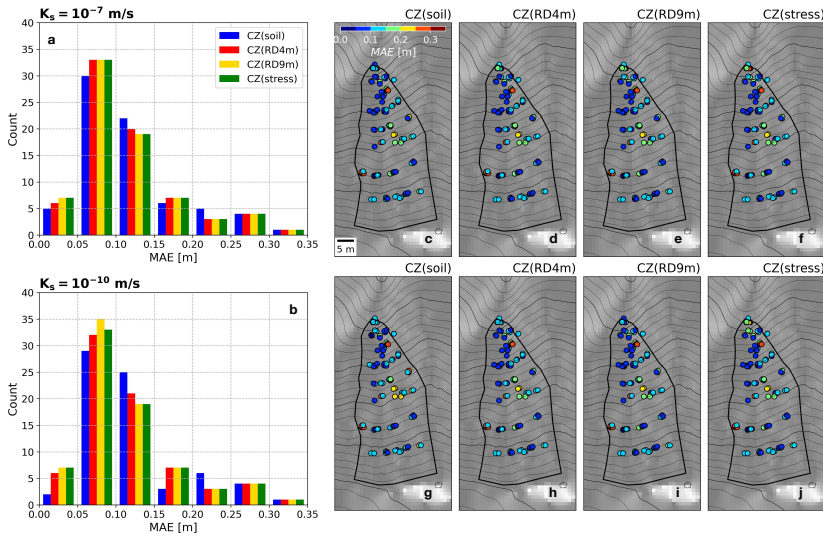 K_s = 10^-7 m/s
a
CZ(soil)
CZ(RD4m)
CZ(RD9m)
CZ(stress)
40
35
30
25
20
15
10
5
0
Count
0.00 0.05 0.10 0.15 0.20 0.25 0.30 0.35
MAE [m]
CZ(soil) CZ(RD4m) CZ(RD9m) CZ(stress)
0.0 0.1 0.2 0.3
MAE [m]
5 m
c d e f
K_s = 10^-10 m/s
b
40
35
30
25
20
15
10
5
0
Count
0.00 0.05 0.10 0.15 0.20 0.25 0.30 0.35
MAE [m]
CZ(soil) CZ(RD4m) CZ(RD9m) CZ(stress)
g h i j